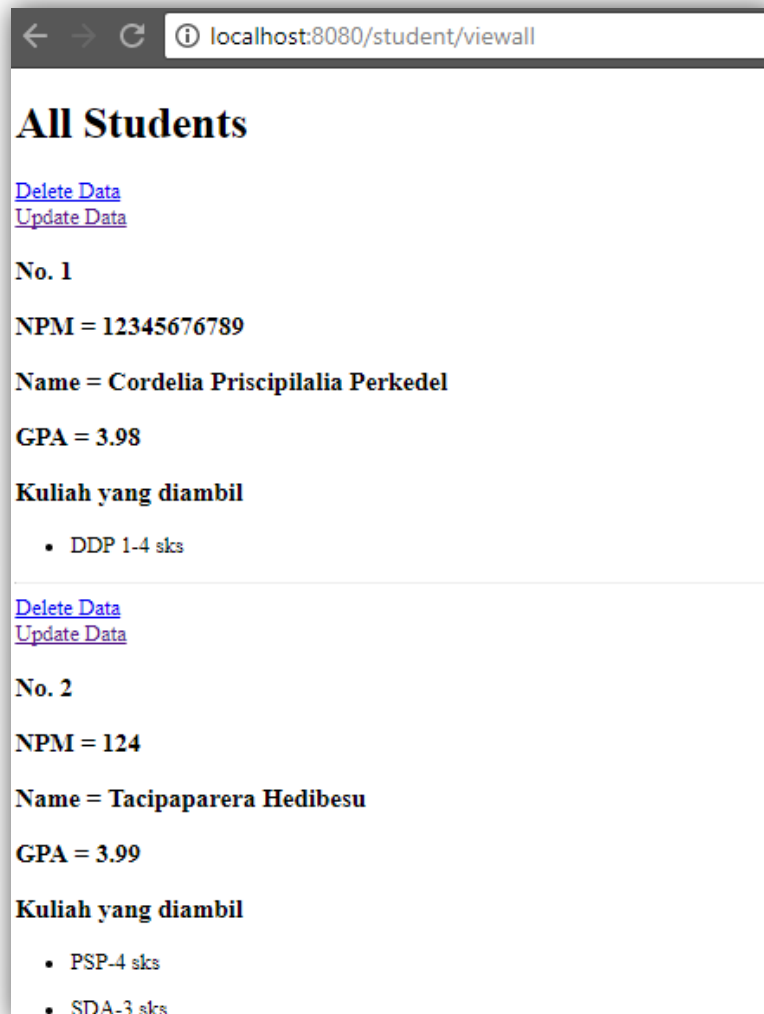 localhost:8080/student/viewall
All Students
Delete Data
Update Data
No. 1
NPM = 12345676789
Name = Cordelia Priscipilalia Perkedel
GPA = 3.98
Kuliah yang diambil
• DDP 1-4 sks
Delete Data
Update Data
No. 2
NPM = 124
Name = Tacipaparera Hedibesu
GPA = 3.99
Kuliah yang diambil
• PSP-4 sks
• SDA-3 sks